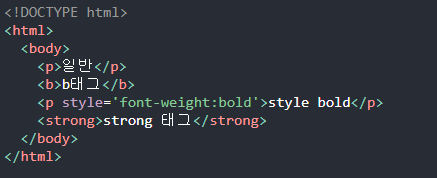 <!DOCTYPE html>
<html>
<body>
<p>일반</p>
<b>b태그</b>
<p style='font-weight:bold'>style bold</p>
<strong>strong 태그</strong>
</body>
</html>